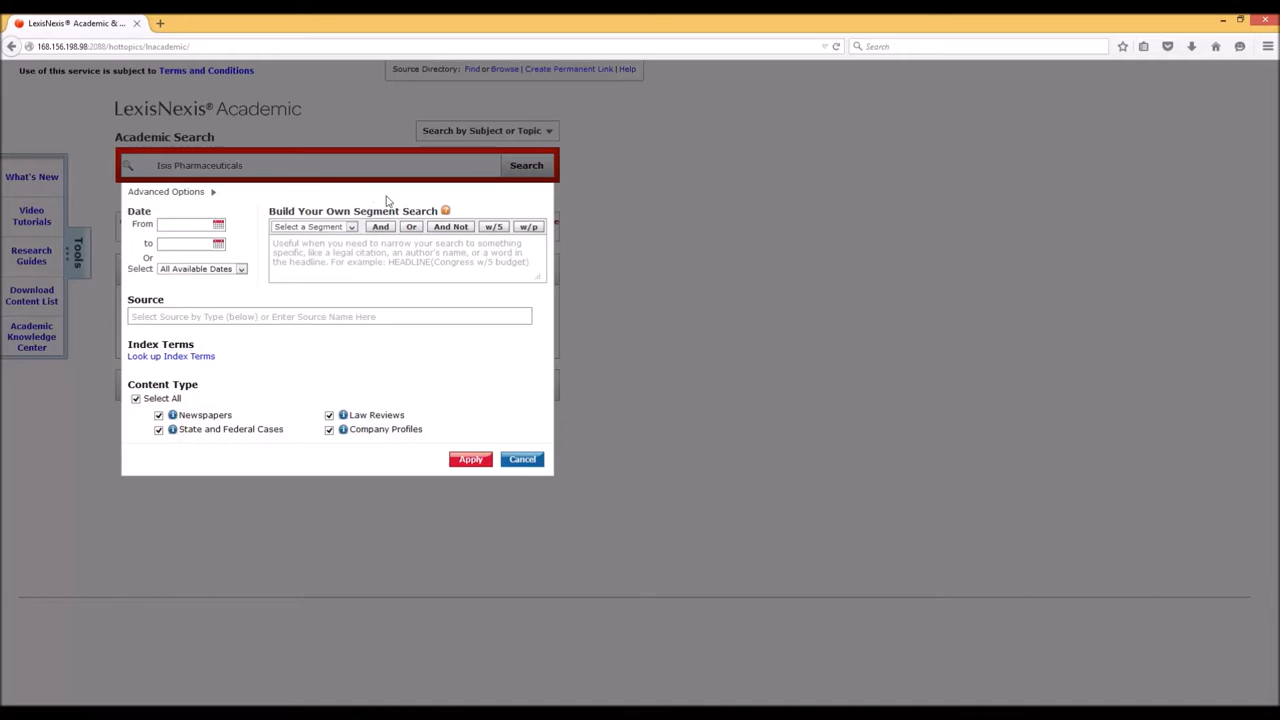 LexisNexis® Academic & ...
168.156.198.98:2088/hottopics/lnacademic/
Search
Use of this service is subject to Terms and Conditions
Source Directory: Find or Browse | Create Permanent Link | Help
LexisNexis® Academic
Academic Search
Search by Subject or Topic
Isis Pharmaceuticals
Search
What's New
Video
Tutorials
Research
Guides
Download
Content List
Academic
Knowledge
Center
Tools
Advanced Options
Date
From
to
Or
Select All Available Dates
Build Your Own Segment Search ?
Select a Segment And Or And Not w/5 w/p
Useful when you need to narrow your search to something
specific, like a legal citation, an author's name, or a word in
the headline. For example: HEADLINE(Congress w/5 budget)
Source
Select Source by Type (below) or Enter Source Name Here
Index Terms
Look up Index Terms
Content Type
Select All
Newspapers Law Reviews
State and Federal Cases Company Profiles
Apply Cancel